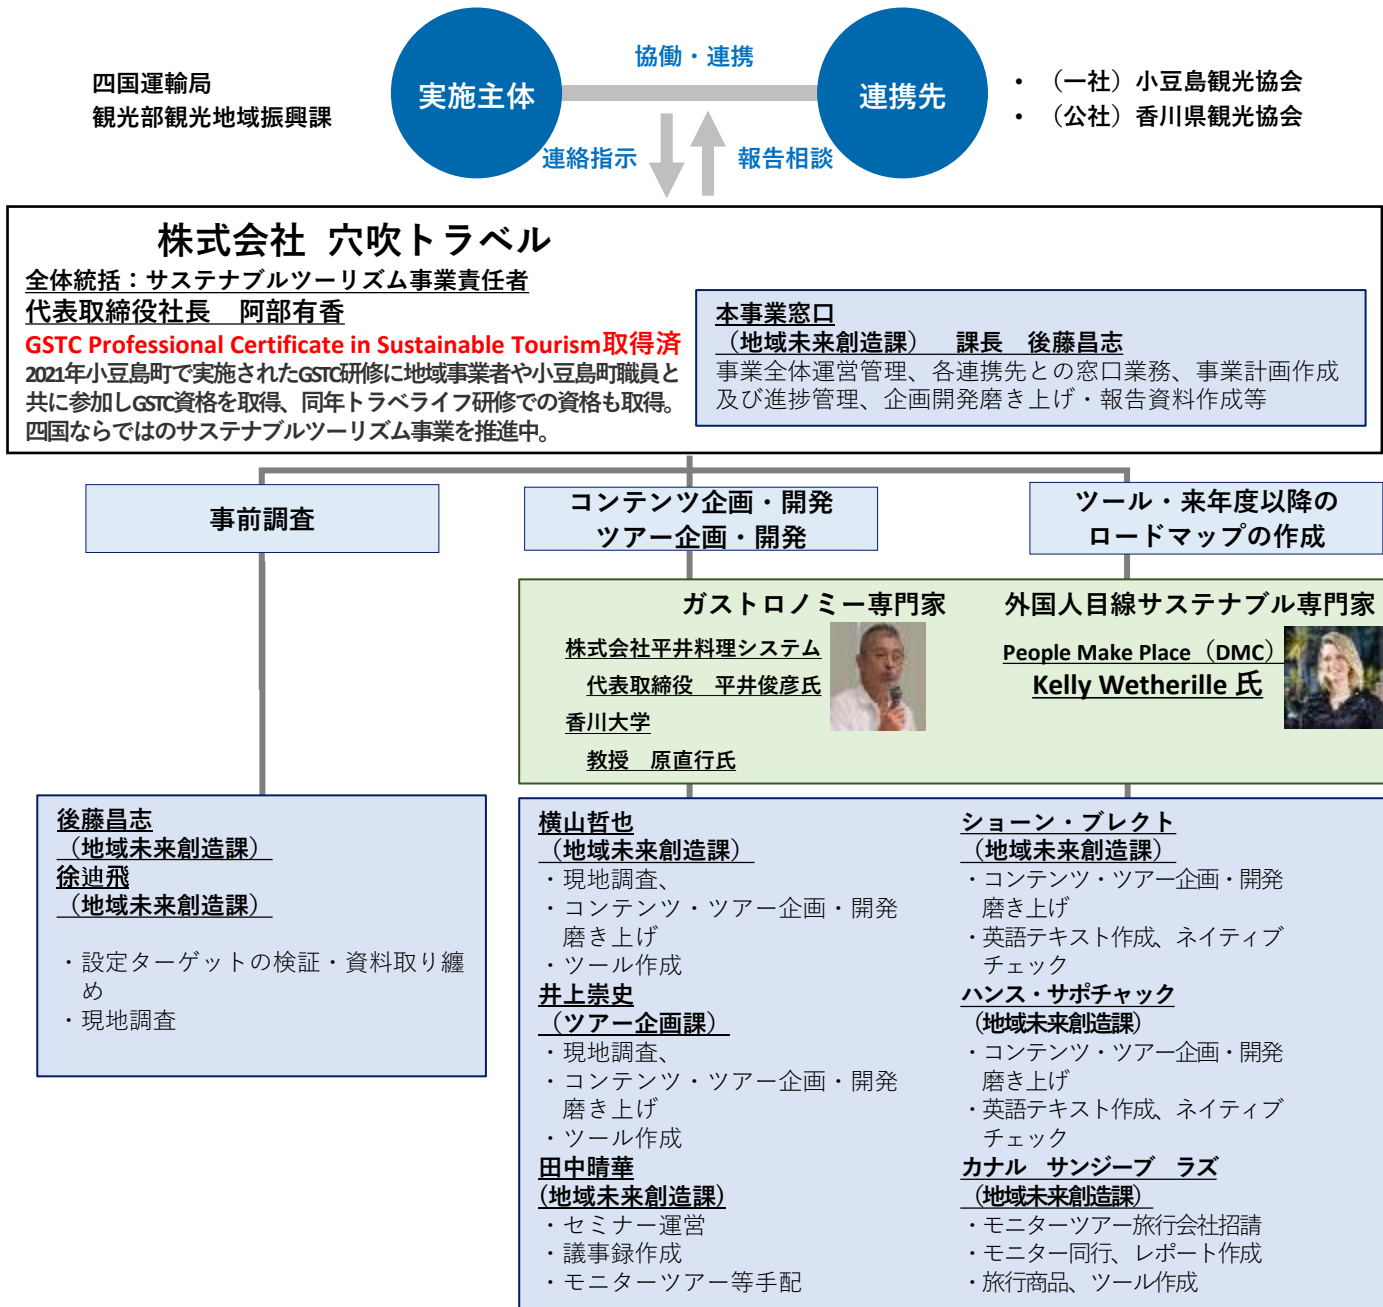 四国運輸局
観光部観光地域振興課
実施主体
協働・連携
連携先
・（一社）小豆島観光協会
・（公社）香川県観光協会
連絡指示
報告相談
株式会社 穴吹トラベル
全体統括：サステナブルツーリズム事業責任者
代表取締役社長　阿部有香
GSTC Professional Certificate in Sustainable Tourism取得済
2021年小豆島町で実施されたGSTC研修に地域事業者や小豆島町職員と
共に参加しGSTC資格を取得、同年トラベライフ研修での資格も取得。
四国ならではのサステナブルツーリズム事業を推進中。
本事業窓口
（地域未来創造課）　課長　後藤昌志
事業全体運営管理、各連携先との窓口業務、事業計画作成
及び進捗管理、企画開発磨き上げ・報告資料作成等
事前調査
コンテンツ企画・開発
ツアー企画・開発
ツール・来年度以降の
ロードマップの作成
ガストロノミー専門家
株式会社平井料理システム
代表取締役　平井俊彦氏
香川大学
教授　原直行氏
外国人目線サステナブル専門家
People Make Place（DMC）
Kelly Wetherille 氏
後藤昌志
（地域未来創造課）
徐迪飛
（地域未来創造課）
・設定ターゲットの検証・資料取り纏
め
・現地調査
横山哲也
（地域未来創造課）
・現地調査、
・コンテンツ・ツアー企画・開発
磨き上げ
・ツール作成
井上崇史
（ツアー企画課）
・現地調査、
・コンテンツ・ツアー企画・開発
磨き上げ
・ツール作成
田中晴華
(地域未来創造課)
・セミナー運営
・議事録作成
・モニターツアー等手配
ショーン・ブレクト
（地域未来創造課）
・コンテンツ・ツアー企画・開発
磨き上げ
・英語テキスト作成、ネイティブ
チェック
ハンス・サポチャック
（地域未来創造課）
・コンテンツ・ツアー企画・開発
磨き上げ
・英語テキスト作成、ネイティブ
チェック
カナル　サンジーブ　ラズ
（地域未来創造課）
・モニターツアー旅行会社招請
・モニター同行、レポート作成
・旅行商品、ツール作成